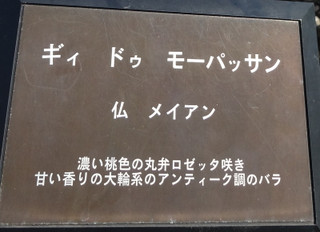 ギィ　ドゥ　モーパッサン
仏　メイアン
濃い桃色の丸弁ロゼッタ咲き
甘い香りの大輪系のアンティーク調のバラ